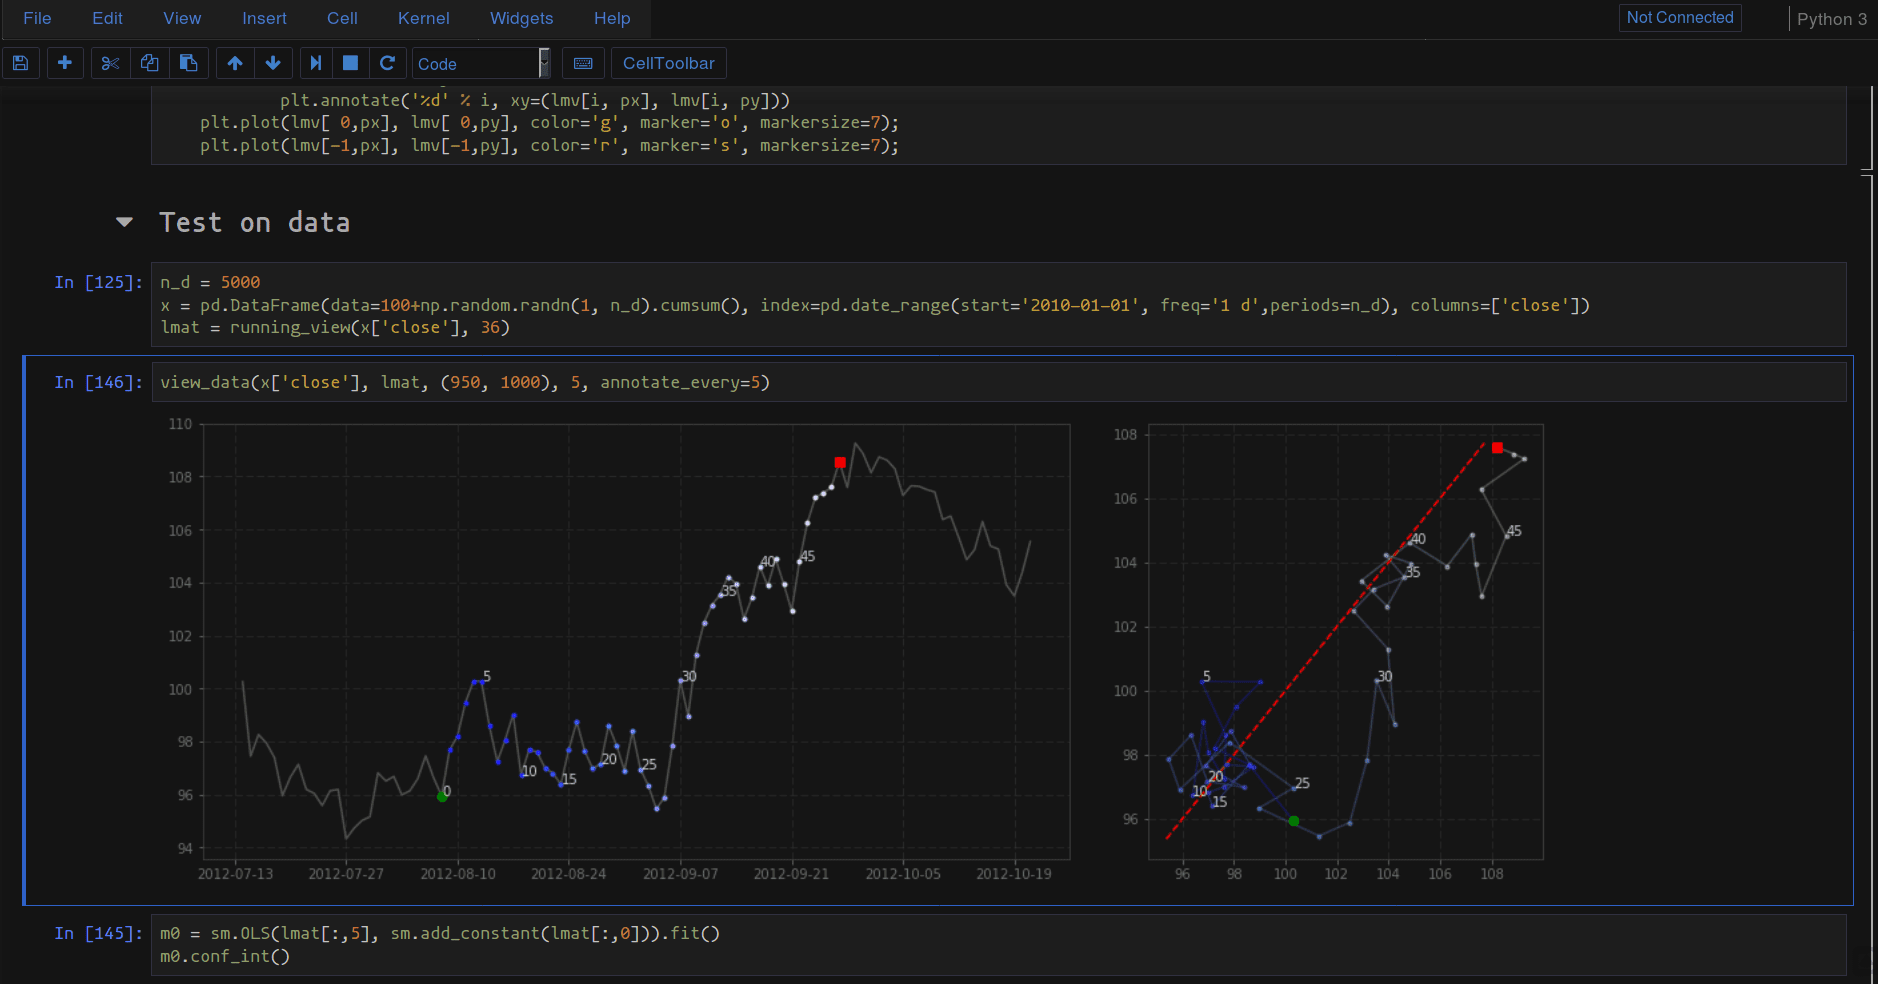 File Edit View Insert Cell Kernel Widgets Help Not Connected Python 3
Code CellToolbar
plt.annotate('%d' % i, xy=(lmv[i, px], lmv[i, py]))
plt.plot(lmv[ 0,px], lmv[ 0,py], color='g', marker='o', markersize=7);
plt.plot(lmv[-1,px], lmv[-1,py], color='r', marker='s', markersize=7);
Test on data
In [125]: n_d = 5000
x = pd.DataFrame(data=100+np.random.randn(1, n_d).cumsum(), index=pd.date_range(start='2010-01-01', freq='1 d',periods=n_d), columns=['close'])
lmat = running_view(x['close'], 36)
In [146]: view_data(x['close'], lmat, (950, 1000), 5, annotate_every=5)
110
108
106
104
102
100
98
96
94
0
5
10
15
20
25
30
35
40
45
2012-07-13 2012-07-27 2012-08-10 2012-08-24 2012-09-07 2012-09-21 2012-10-05 2012-10-19
108
106
104
102
100
98
96
45
40
35
30
5
25
20
10
15
96 98 100 102 104 106 108
In [145]: m0 = sm.OLS(lmat[:,5], sm.add_constant(lmat[:,0])).fit()
m0.conf_int()